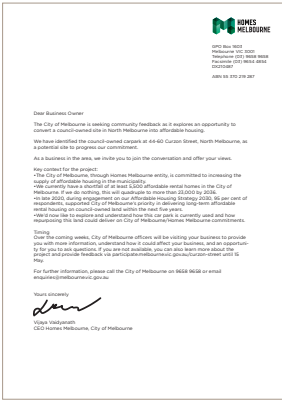 HOMES
MELBOURNE
GPO Box 1603
Melbourne VIC 3001
Telephone (03) 9658 9658
Facsimile (03) 9654 4854
DX210487
ABN 55 370 219 287
Dear Business Owner
The City of Melbourne is seeking community feedback as it explores an opportunity to
convert a council-owned site in North Melbourne into affordable housing.
We have identified the council-owned carpark at 44-60 Curzon Street, North Melbourne, as
a potential site to progress our commitment.
As a business in the area, we invite you to join the conversation and offer your views.
Key context for the project:
•The City of Melbourne, through Homes Melbourne entity, is committed to increasing the
supply of affordable housing in the municipality.
•We currently have a shortfall of at least 5,500 affordable rental homes in the City of
Melbourne. If we do nothing, this will quadruple to more than 23,000 by 2036.
•In late 2020, during engagement on our Affordable Housing Strategy 2030, 95 per cent of
respondents, supported City of Melbourne's priority in delivering long-term affordable
rental housing on council-owned land within the next five years.
•We'd now like to explore and understand how this car park is currently used and how
repurposing this land could deliver on City of Melbourne/Homes Melbourne commitments.
Timing
Over the coming weeks, City of Melbourne officers will be visiting your business to provide
you with more information, understand how it could affect your business, and an opportuni-
ty for you to ask questions. If you are not available, you can also learn more about the
project and provide feedback via participate.melbourne.vic.gov.au/curzon-street until 15
May.
For further information, please call the City of Melbourne on 9658 9658 or email
enquiries@melbourne.vic.gov.au
Yours sincerely
Vijaya Vaidyanath
CEO Homes Melbourne, City of Melbourne